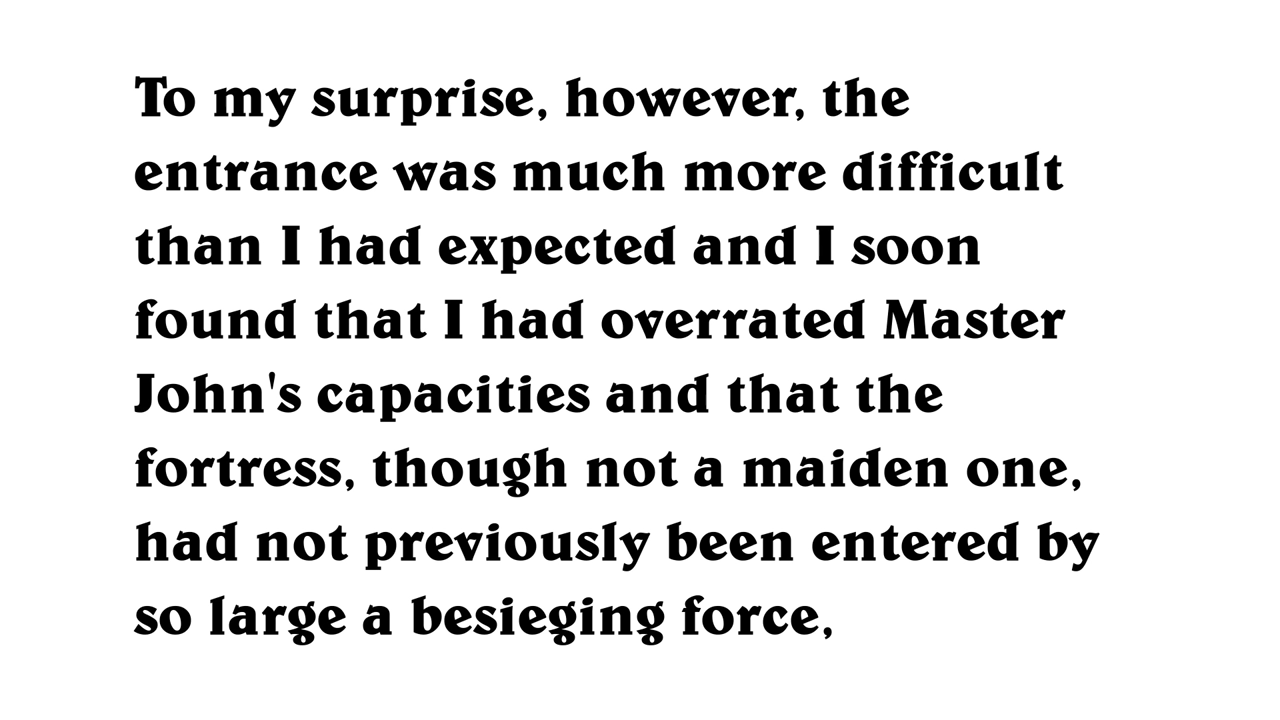 To my surprise, however, the
entrance was much more difficult
than I had expected and I soon
found that I had overrated Master
John's capacities and that the
fortress, though not a maiden one,
had not previously been entered by
so large a besieging force,